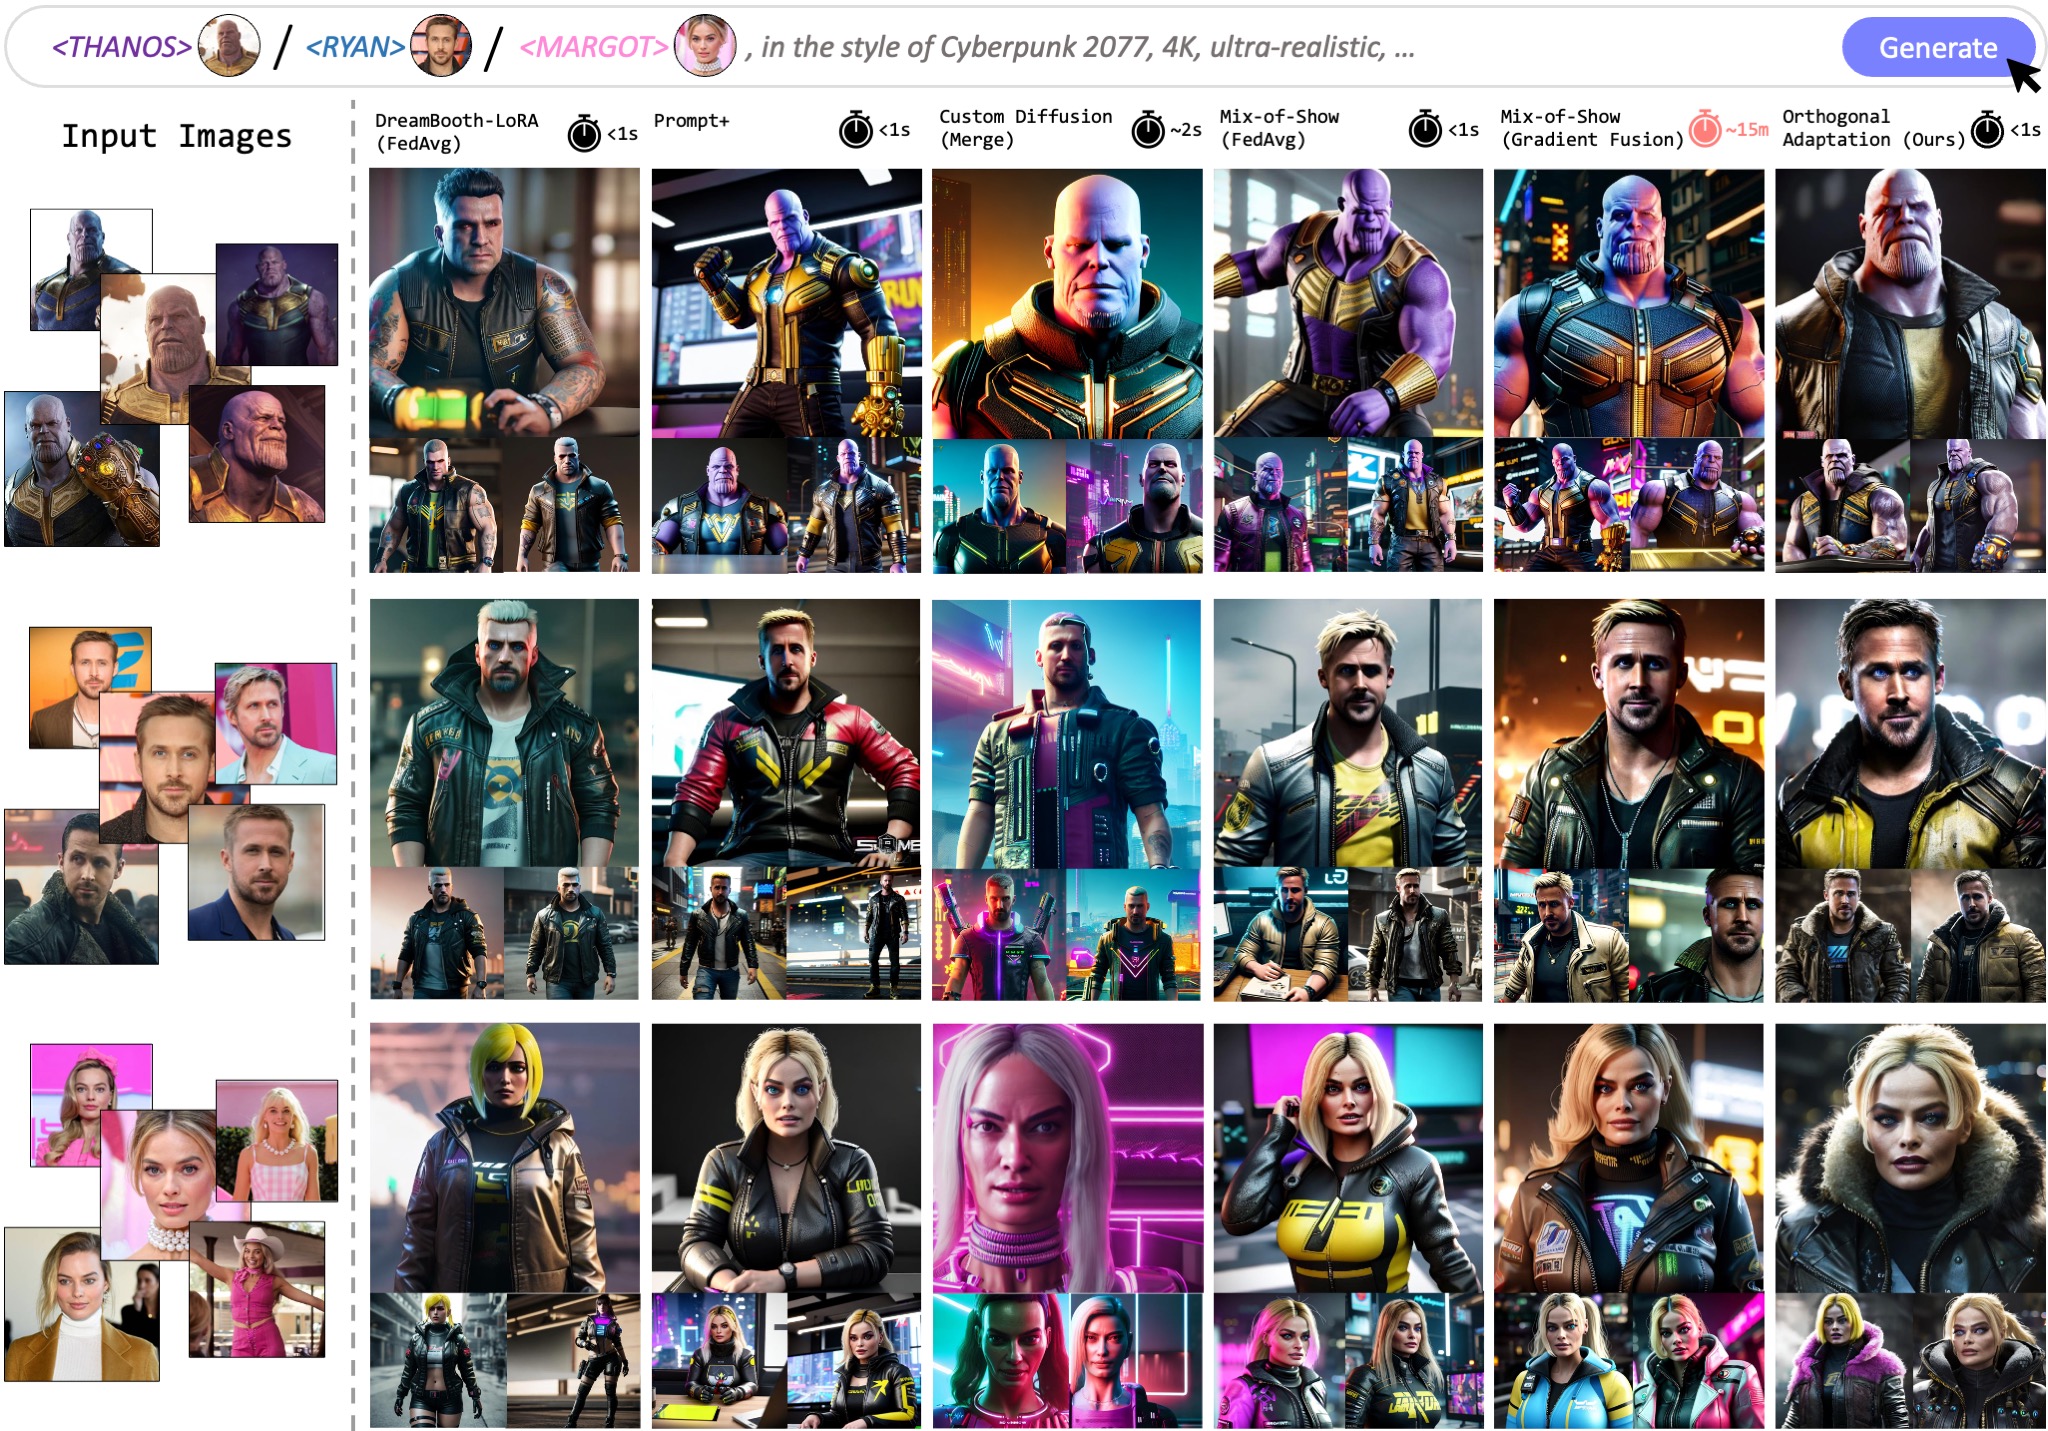 <THANOS> / <RYAN> / <MARGOT> , in the style of Cyberpunk 2077, 4K, ultra-realistic, ...
Generate
Input Images
DreamBooth-LoRA
(FedAvg)
<1s
Prompt+
<1s
Custom Diffusion
(Merge)
~2s
Mix-of-Show
(FedAvg)
<1s
Mix-of-Show
(Gradient Fusion)
~15m
Orthogonal
Adaptation (Ours)
<1s